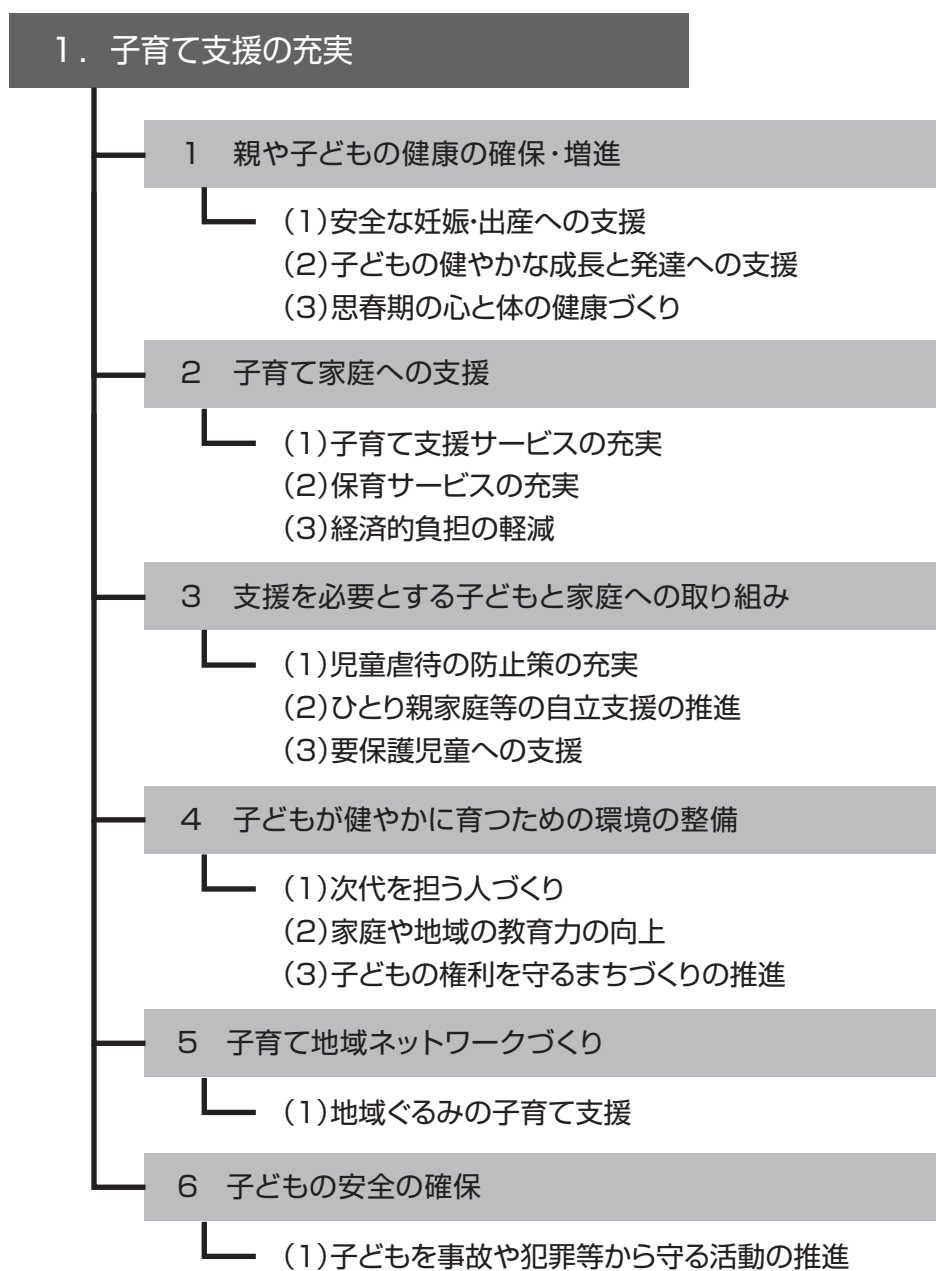 1. 子育て支援の充実
1 親や子どもの健康の確保・増進
(1)安全な妊娠・出産への支援
(2)子どもの健やかな成長と発達への支援
(3)思春期の心と体の健康づくり
2 子育て家庭への支援
(1)子育て支援サービスの充実
(2)保育サービスの充実
(3)経済的負担の軽減
3 支援を必要とする子どもと家庭への取り組み
(1)児童虐待の防止策の充実
(2)ひとり親家庭等の自立支援の推進
(3)要保護児童への支援
4 子どもが健やかに育つための環境の整備
(1)次代を担う人づくり
(2)家庭や地域の教育力の向上
(3)子どもの権利を守るまちづくりの推進
5 子育て地域ネットワークづくり
(1)地域ぐるみの子育て支援
6 子どもの安全の確保
(1)子どもを事故や犯罪等から守る活動の推進